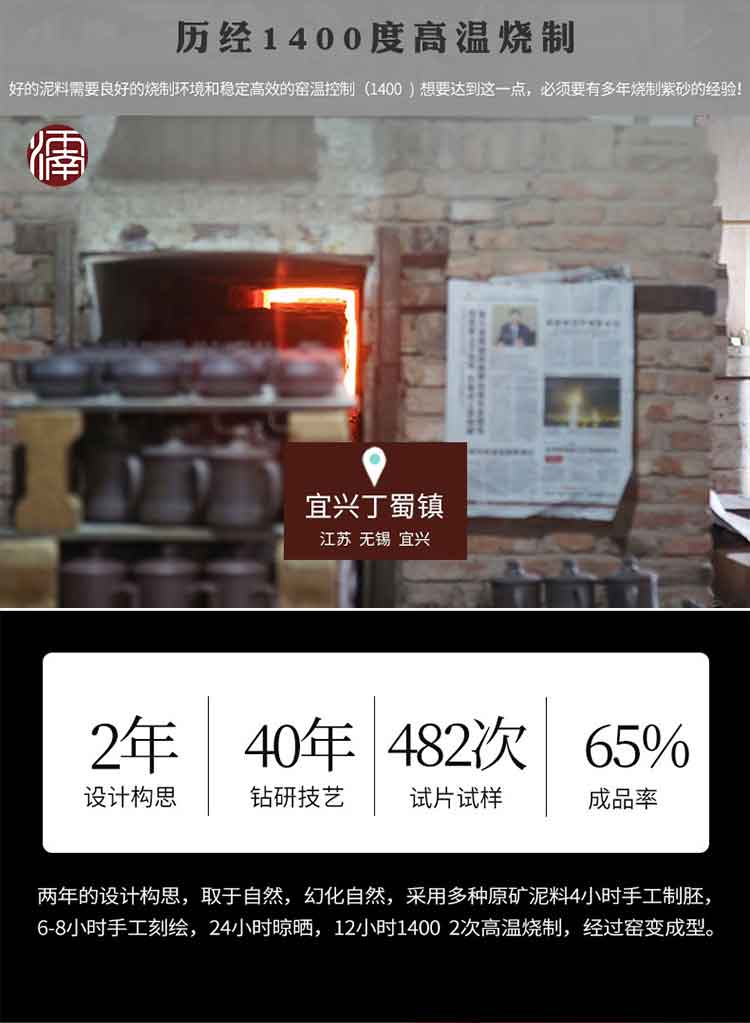 历经1400度高温烧制
好的泥料需要良好的烧制环境和稳定高效的窑温控制（1400 ）想要达到这一点，必须要有多年烧制紫砂的经验！
宜兴丁蜀镇
江苏 无锡 宜兴
2年 40年 482次 65%
设计构思 钻研技艺 试片试样 成品率
两年的设计构思，取于自然，幻化自然，采用多种原矿泥料4小时手工制胚，
6-8小时手工刻绘，24小时晾晒，12小时1400 2次高温烧制，经过窑变成型。